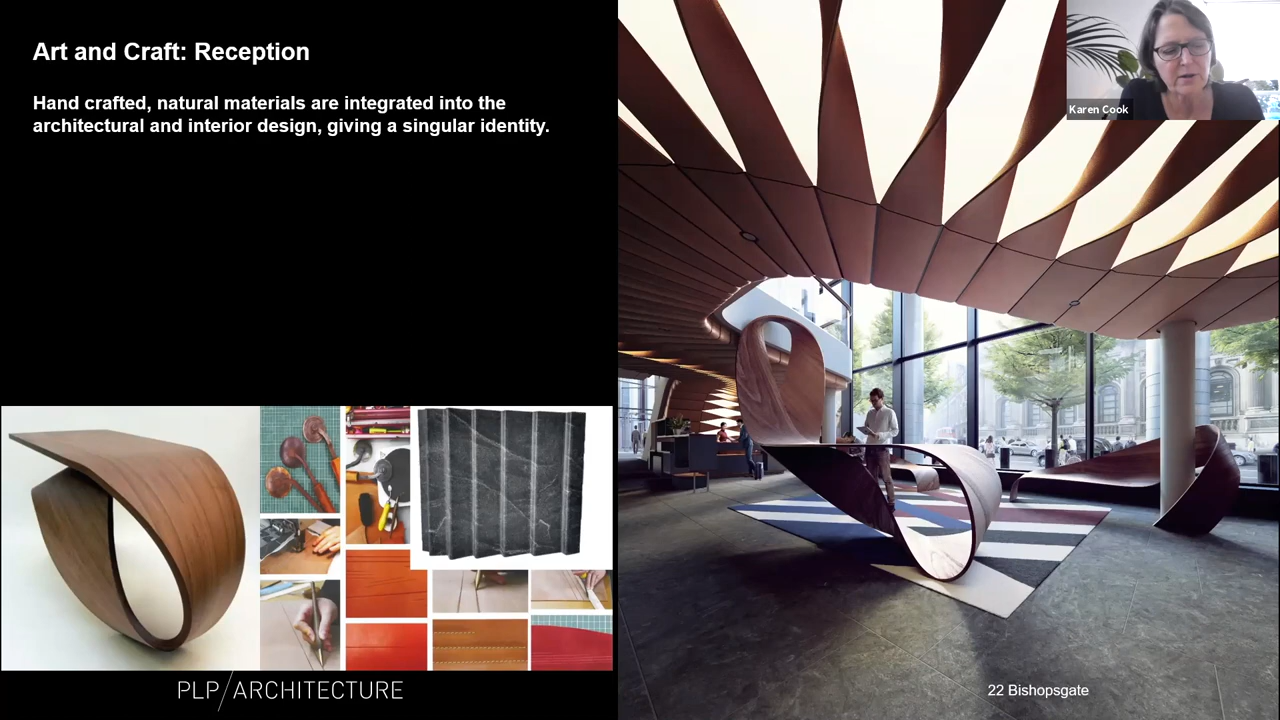 Art and Craft: Reception
Hand crafted, natural materials are integrated into the
architectural and interior design, giving a singular identity.
Karen Cook
PLP/ARCHITECTURE
22 Bishopsgate